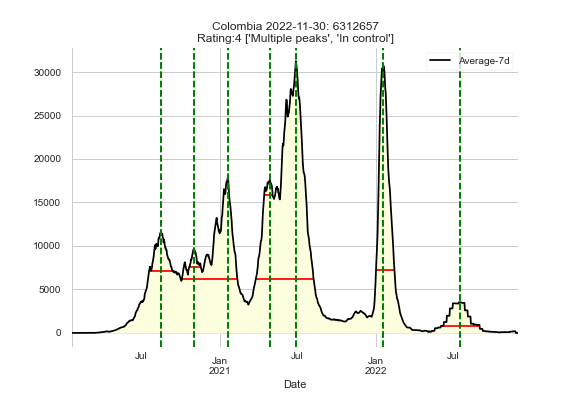 Colombia 2022-11-30: 6312657
Rating:4 ['Multiple peaks', 'In control']
Average-7d
30000
25000
20000
15000
10000
5000
0
Jul
Jan
2021
Jul
Jan
2022
Jul
Date